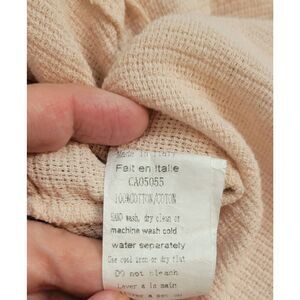 Made in Italy
Fait en Italie
CA05055
100%COTTON/COTON
HAND wash, dry clean or
machine wash cold
water separately
Use cool iron or dry flat
DO not bleach
Laver a la main